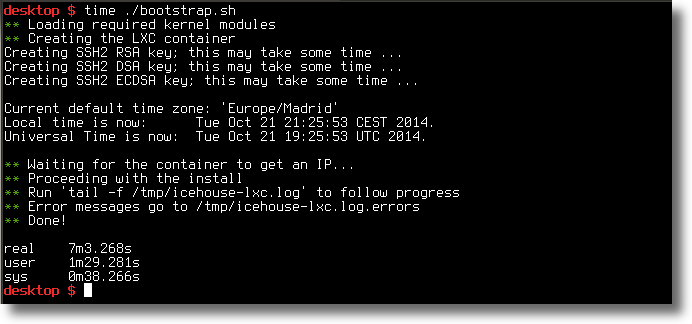 desktop $ time ./bootstrap.sh
** Loading required kernel modules
** Creating the LXC container
Creating SSH2 RSA key; this may take some time ...
Creating SSH2 DSA key; this may take some time ...
Creating SSH2 ECDSA key; this may take some time ...
Current default time zone: 'Europe/Madrid'
Local time is now:      Tue Oct 21 21:25:53 CEST 2014.
Universal Time is now:  Tue Oct 21 19:25:53 UTC 2014.
** Waiting for the container to get an IP...
** Proceeding with the install
** Run 'tail -f /tmp/icehouse-lxc.log' to follow progress
** Error messages go to /tmp/icehouse-lxc.log.errors
** Done!
real    7m3.268s
user    1m29.281s
sys     0m38.266s
desktop $